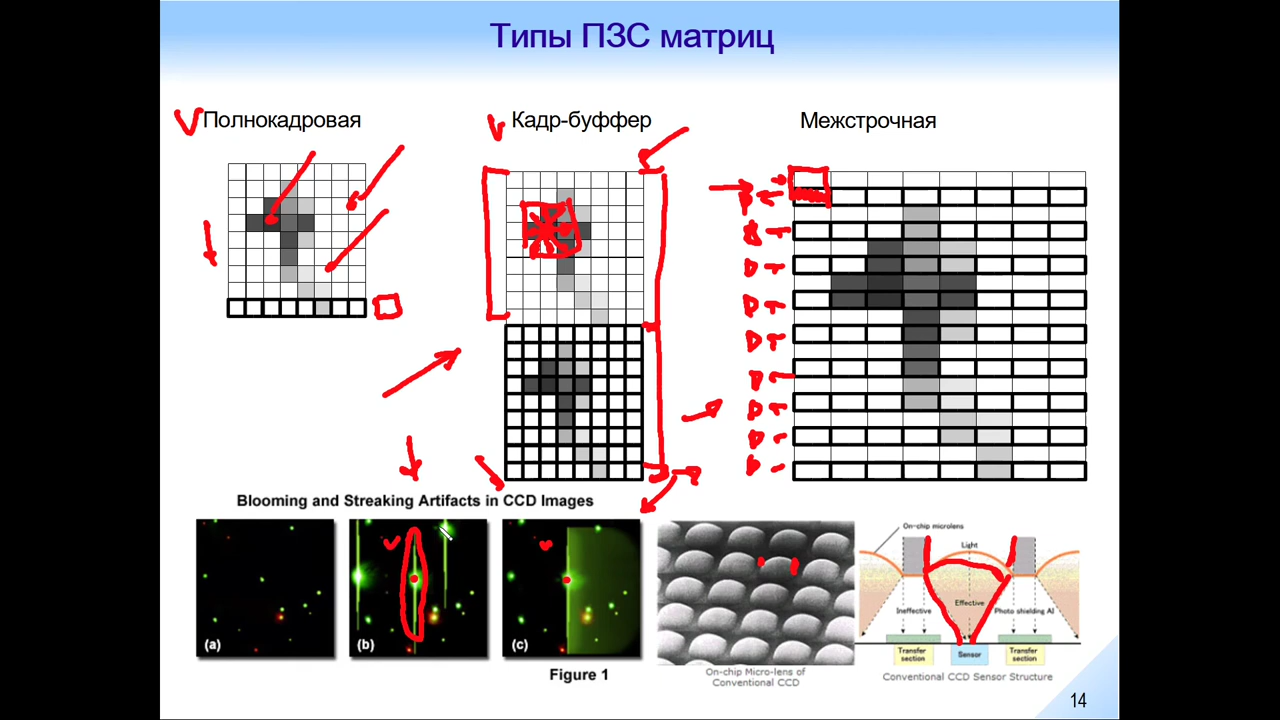 Типы ПЗС матриц
Полнокадровая
Кадр-буффер
Межстрочная
Blooming and Streaking Artifacts in CCD Images
(a)
(b)
(c)
Figure 1
On-chip Micro-lens of
Conventional CCD
On-chip microlens
Light
Ineffective
Effective
Photo shielding Al
Transfer
section
Sensor
Transfer
section
Conventional CCD Sensor Structure
14